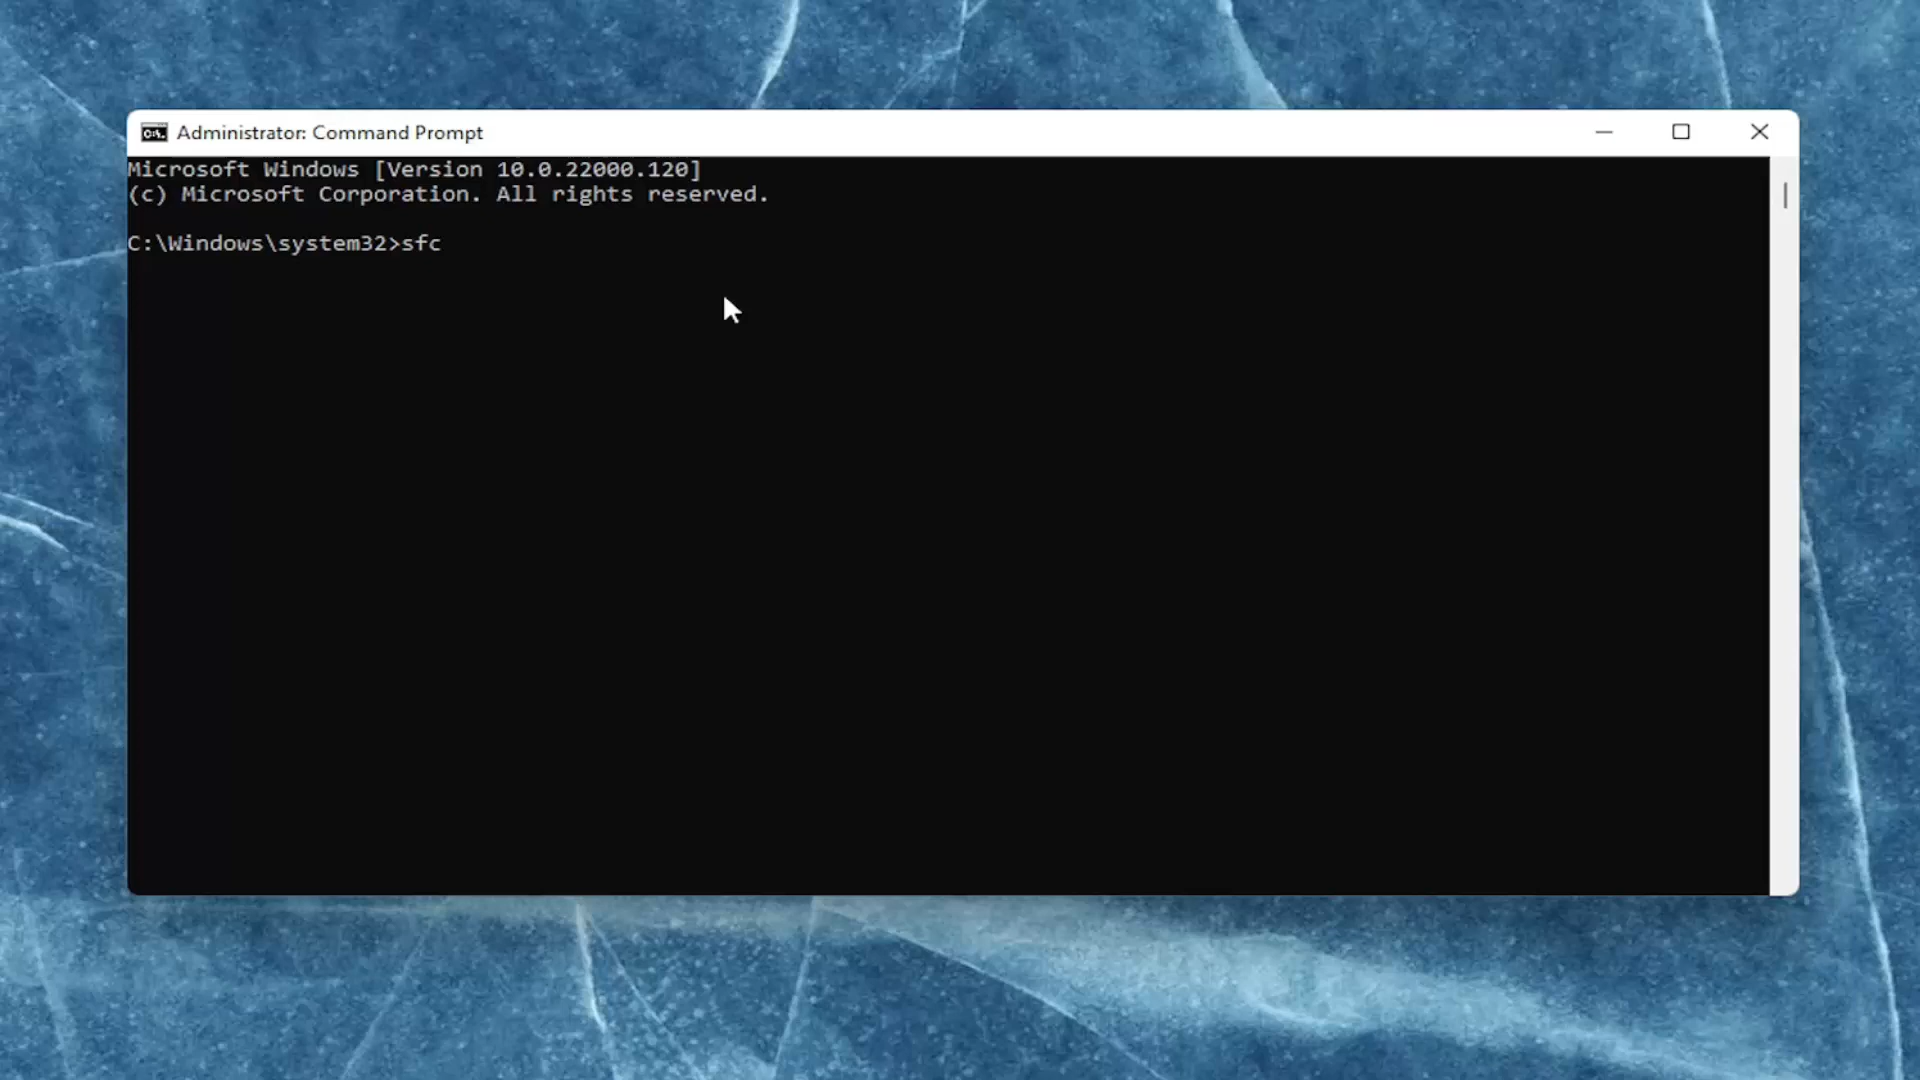 Administrator: Command Prompt
Microsoft Windows [Version 10.0.22000.120]
(c) Microsoft Corporation. All rights reserved.
C:\Windows\system32>sfc